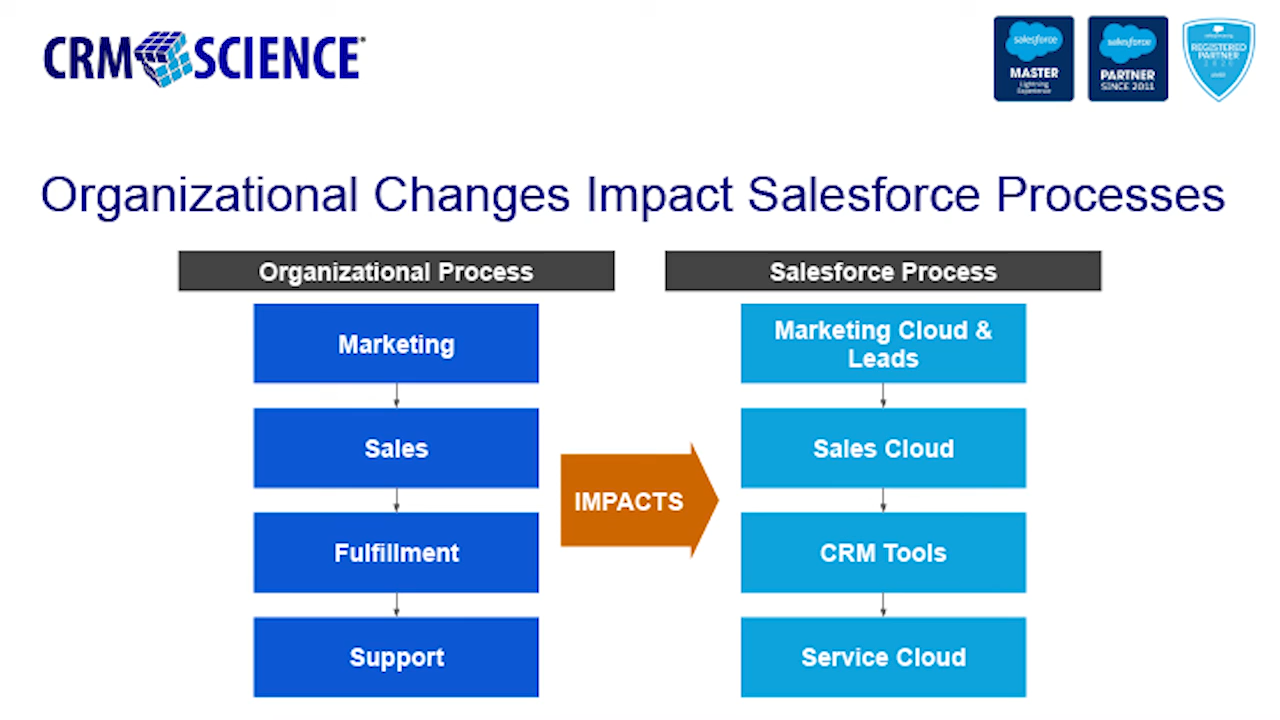 CRM SCIENCE
salesforce
MASTER
Lightning
Experience
salesforce
PARTNER
SINCE 2011
REGISTERED
PARTNER
Organizational Changes Impact Salesforce Processes
Organizational Process
Salesforce Process
Marketing
Marketing Cloud &
Leads
Sales
Sales Cloud
IMPACTS
Fulfillment
CRM Tools
Support
Service Cloud